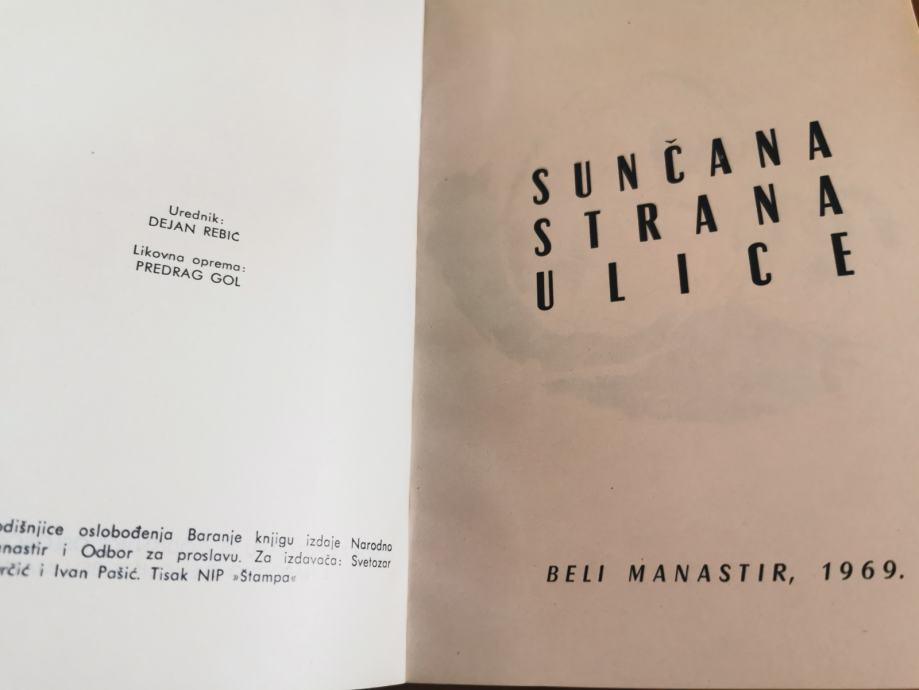 Urednik:
DEJAN REBIĆ
Likovna oprema:
PREDRAG GOL
odišnjice oslobođenja Baranje knjigu izdaje Narodno
nastir i Odbor za proslavu. Za izdavača: Svetozar
rčić i Ivan Pašić. Tisak NIP »Štampa«
SUNČANA
STRANA
ULICE
BELI MANASTIR, 1969.